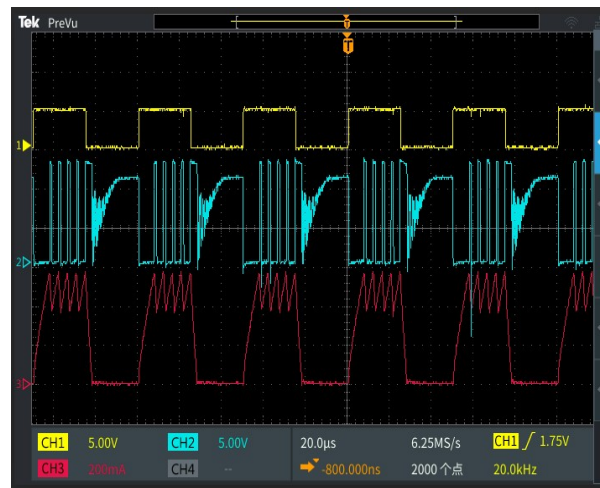 Tek PreVu
T
T
1
2
3
CH1 5.00V CH2 5.00V 20.0μs 6.25MS/s CH1 / 1.75V
CH3 200mA CH4 -- -800.000ns 2000 个点 20.0kHz